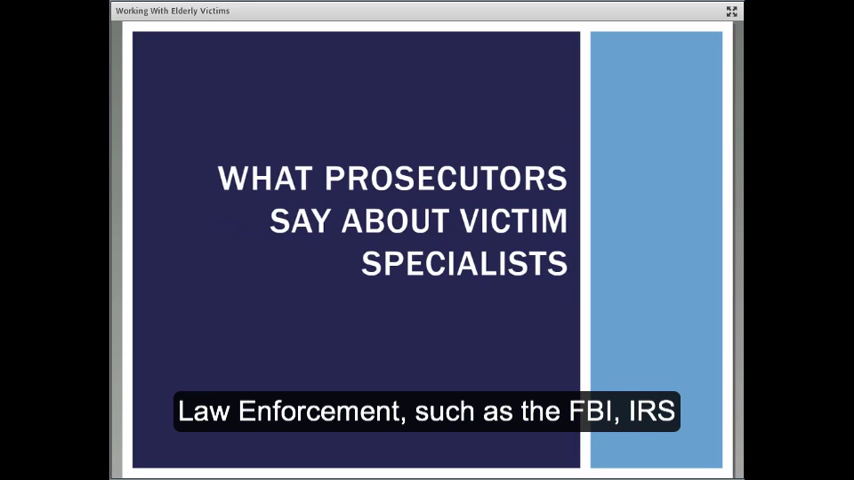 Working With Elderly Victims
WHAT PROSECUTORS
SAY ABOUT VICTIM
SPECIALISTS
Law Enforcement, such as the FBI, IRS